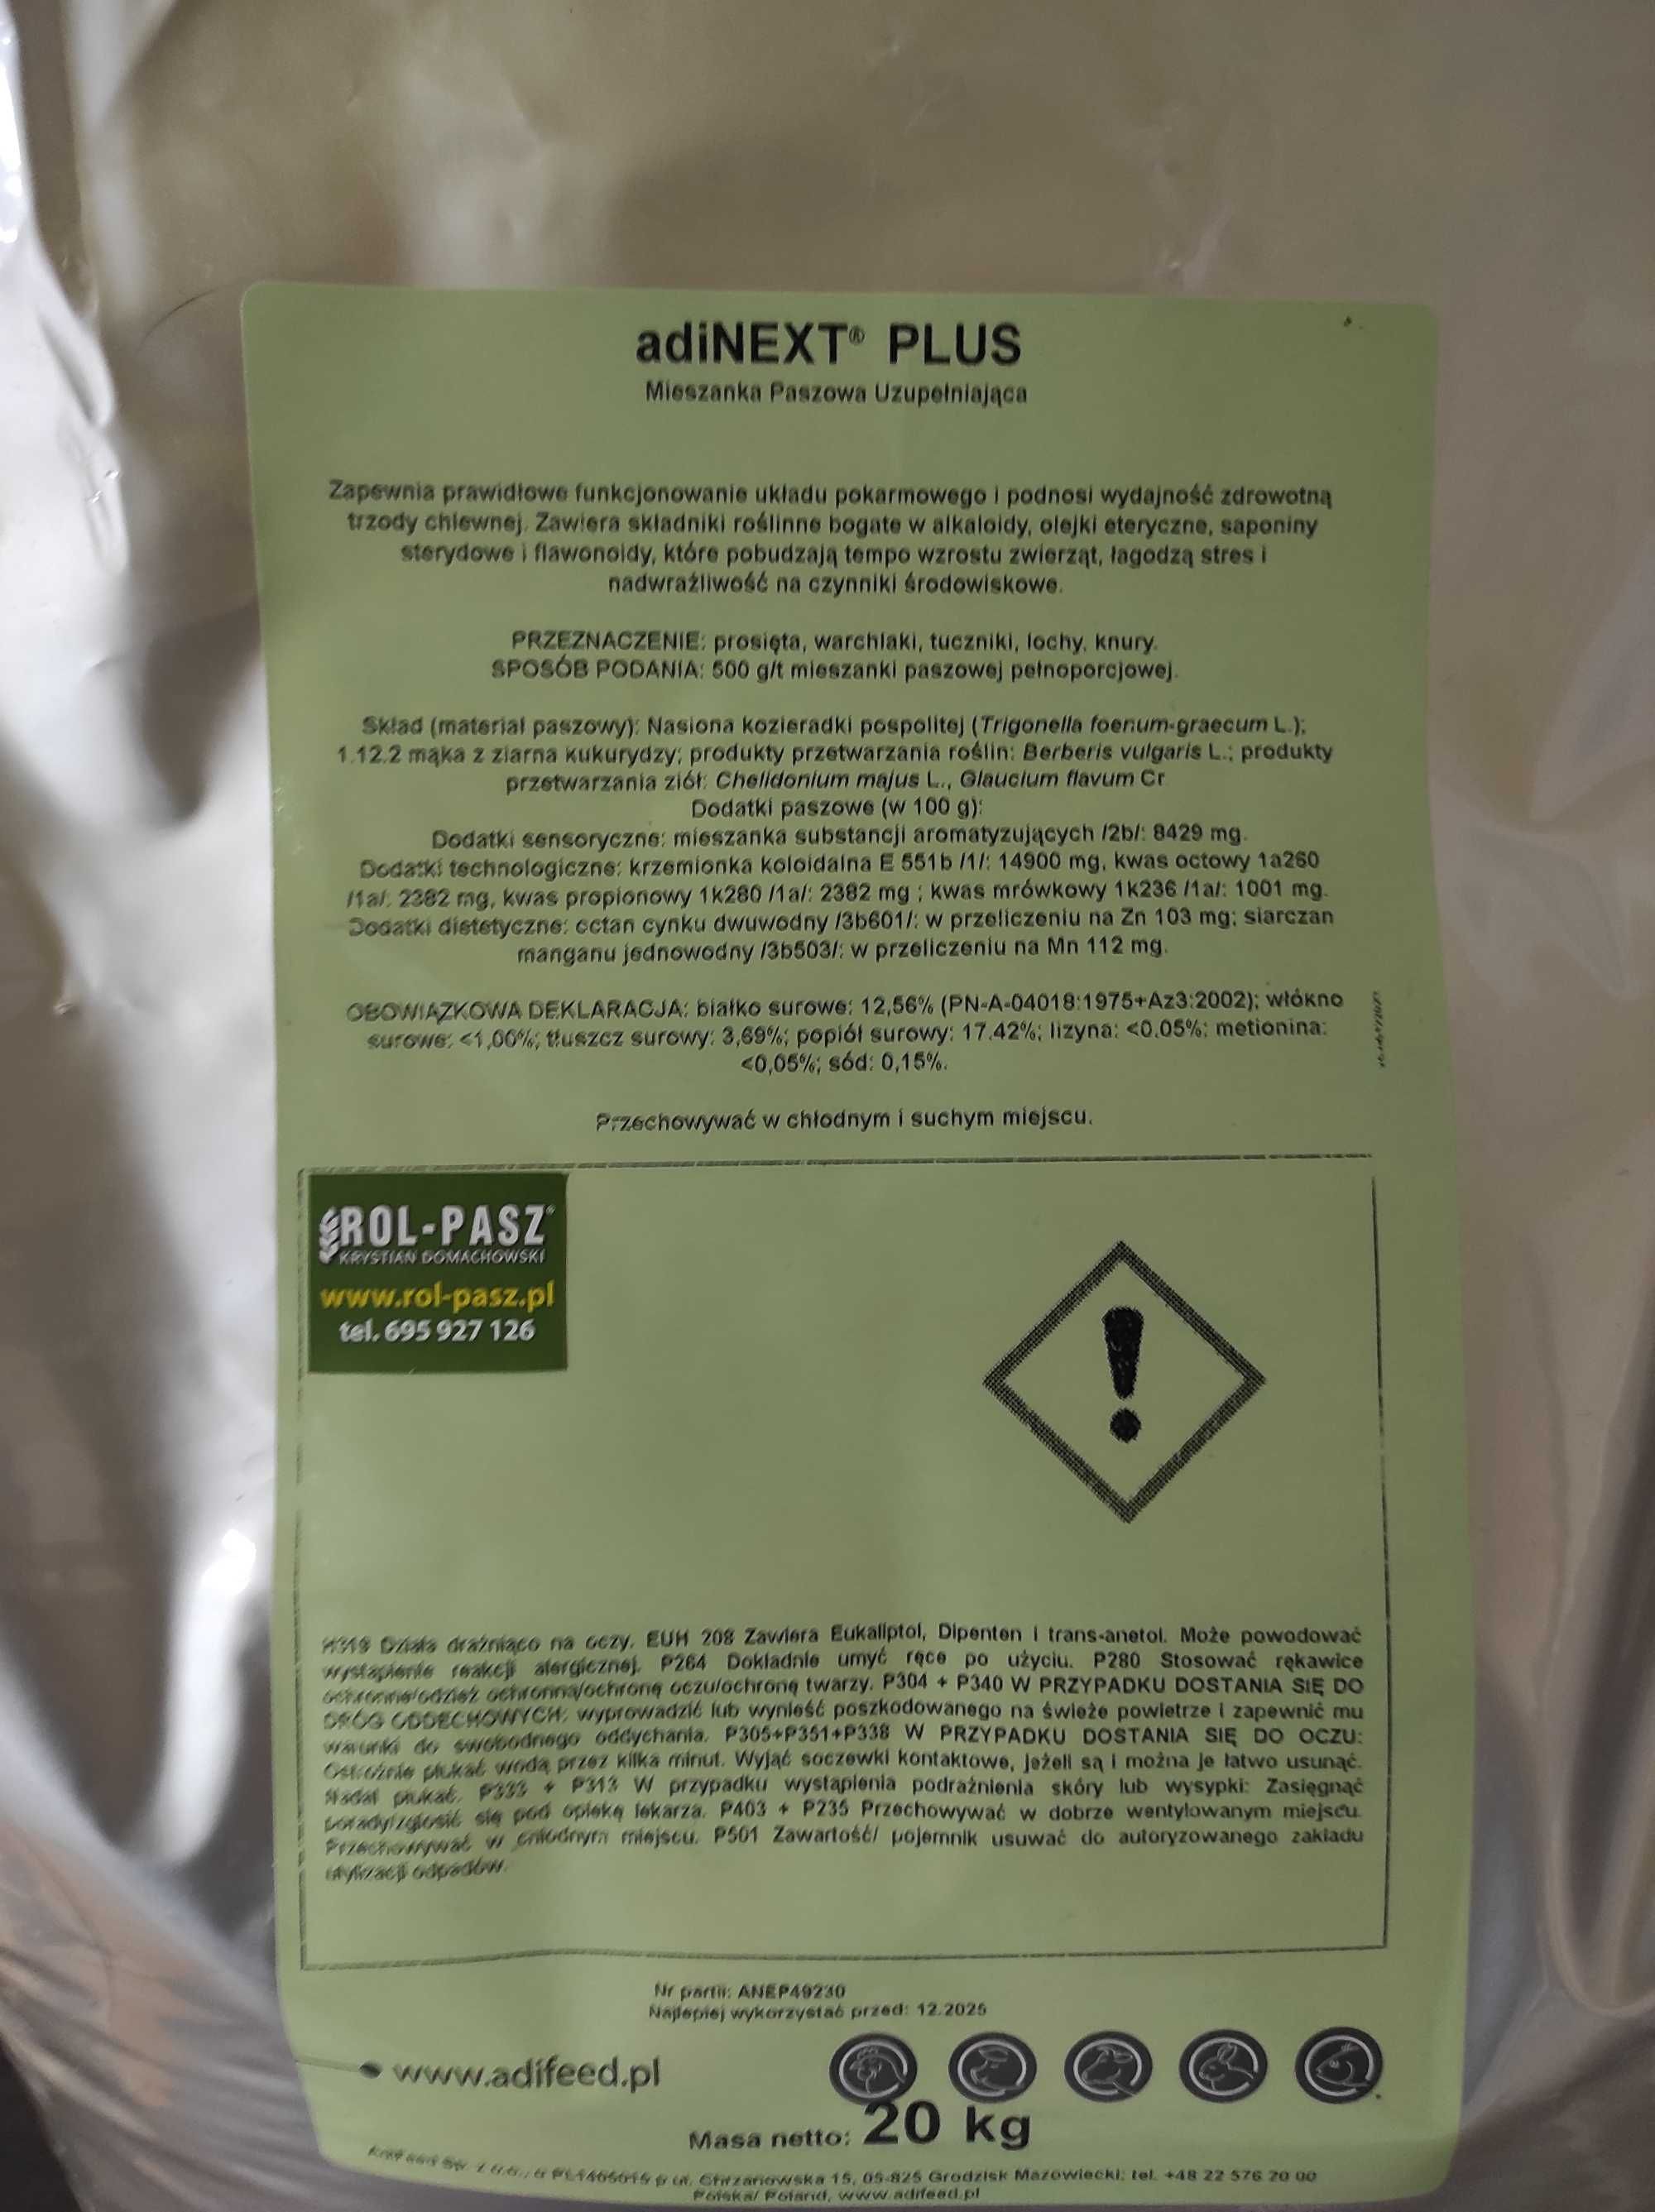 adiNEXT® PLUS
Mieszanka Paszowa Uzupełniająca
Zapewnia prawidłowe funkcjonowanie układu pokarmowego i podnosi wydajność zdrowotną
trzody chlewnej. Zawiera składniki roślinne bogate w alkaloidy, olejki eteryczne, saponiny
sterydowe i flawonoidy, które pobudzają tempo wzrostu zwierząt, łagodzą stres i
nadwrażliwość na czynniki środowiskowe.
PRZEZNACZENIE: prosięta, warchlaki, tuczniki, lochy, knury.
SPOSÓB PODANIA: 500 g/t mieszanki paszowej pełnoporcjowej.
Skład (materiał paszowy): Nasiona kozieradki pospolitej (Trigonella foenum-graecum L.);
1.12.2 mąka z ziarna kukurydzy; produkty przetwarzania roślin: Berberis vulgaris L.; produkty
przetwarzania ziół: Chelidonium majus L., Glaucium flavum Cr
Dodatki paszowe (w 100 g):
Dodatki sensoryczne: mieszanka substancji aromatyzujących /2b/: 8429 mg.
Dodatki technologiczne: krzemionka koloidalna E 551b /1/: 14900 mg, kwas octowy 1a260
/1a/: 2382 mg, kwas propionowy 1k280 /1a/: 2382 mg ; kwas mrówkowy 1k236 /1a/: 1001 mg.
Dodatki dietetyczne: octan cynku dwuwodny /3b601/: w przeliczeniu na Zn 103 mg; siarczan
manganu jednowodny /3b503/: w przeliczeniu na Mn 112 mg.
OBOWIĄZKOWA DEKLARACJA: białko surowe: 12,56% (PN-A-04018:1975+Az3:2002); włókno
surowe: <1,00%; tłuszcz surowy: 3,69%; popiół surowy: 17.42%; lizyna: <0.05%; metionina:
<0,05%; sód: 0,15%.
Przechowywać w chłodnym i suchym miejscu.
ROL-PASZ®
KRYSTIAN DOMACHOWSKI
www.rol-pasz.pl
tel. 695 927 126
H319 Działa drażniąco na oczy. EUH 208 Zawiera Eukaliptol, Dipenten i trans-anetol. Może powodować
wystąpienie reakcji alergicznej. P264 Dokładnie umyć ręce po użyciu. P280 Stosować rękawice
ochronne/odzież ochronną/ochronę oczu/ochronę twarzy. P304 + P340 W PRZYPADKU DOSTANIA SIĘ DO
DRÓG ODDECHOWYCH: wyprowadzić lub wynieść poszkodowanego na świeże powietrze i zapewnić mu
warunki do swobodnego oddychania. P305+P351+P338 W PRZYPADKU DOSTANIA SIĘ DO OCZU:
Ostrożnie płukać wodą przez kilka minut. Wyjąć soczewki kontaktowe, jeżeli są i można je łatwo usunąć.
Nadal płukać. P333 + P313 W przypadku wystąpienia podrażnienia skóry lub wysypki: Zasięgnąć
porady/zgłosić się pod opiekę lekarza. P403 + P235 Przechowywać w dobrze wentylowanym miejscu.
Przechowywać w chłodnym miejscu. P501 Zawartość/ pojemnik usuwać do autoryzowanego zakładu
utylizacji odpadów.
Nr partii: ANEP49230
Najlepiej wykorzystać przed: 12.2025
www.adifeed.pl
Masa netto: 20 kg
ul. Chrzanowska 15, 05-825 Grodzisk Mazowiecki; tel. +48 22 576 20 00
Polska/ Poland, www.adifeed.pl